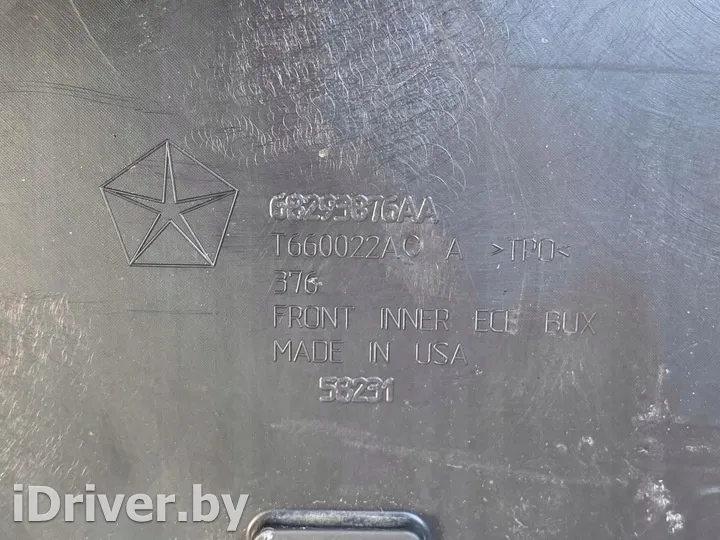 68293876AA
T660022AC A >TPO<
376
FRONT INNER ECE BUX
MADE IN USA
58231
iDriver.by